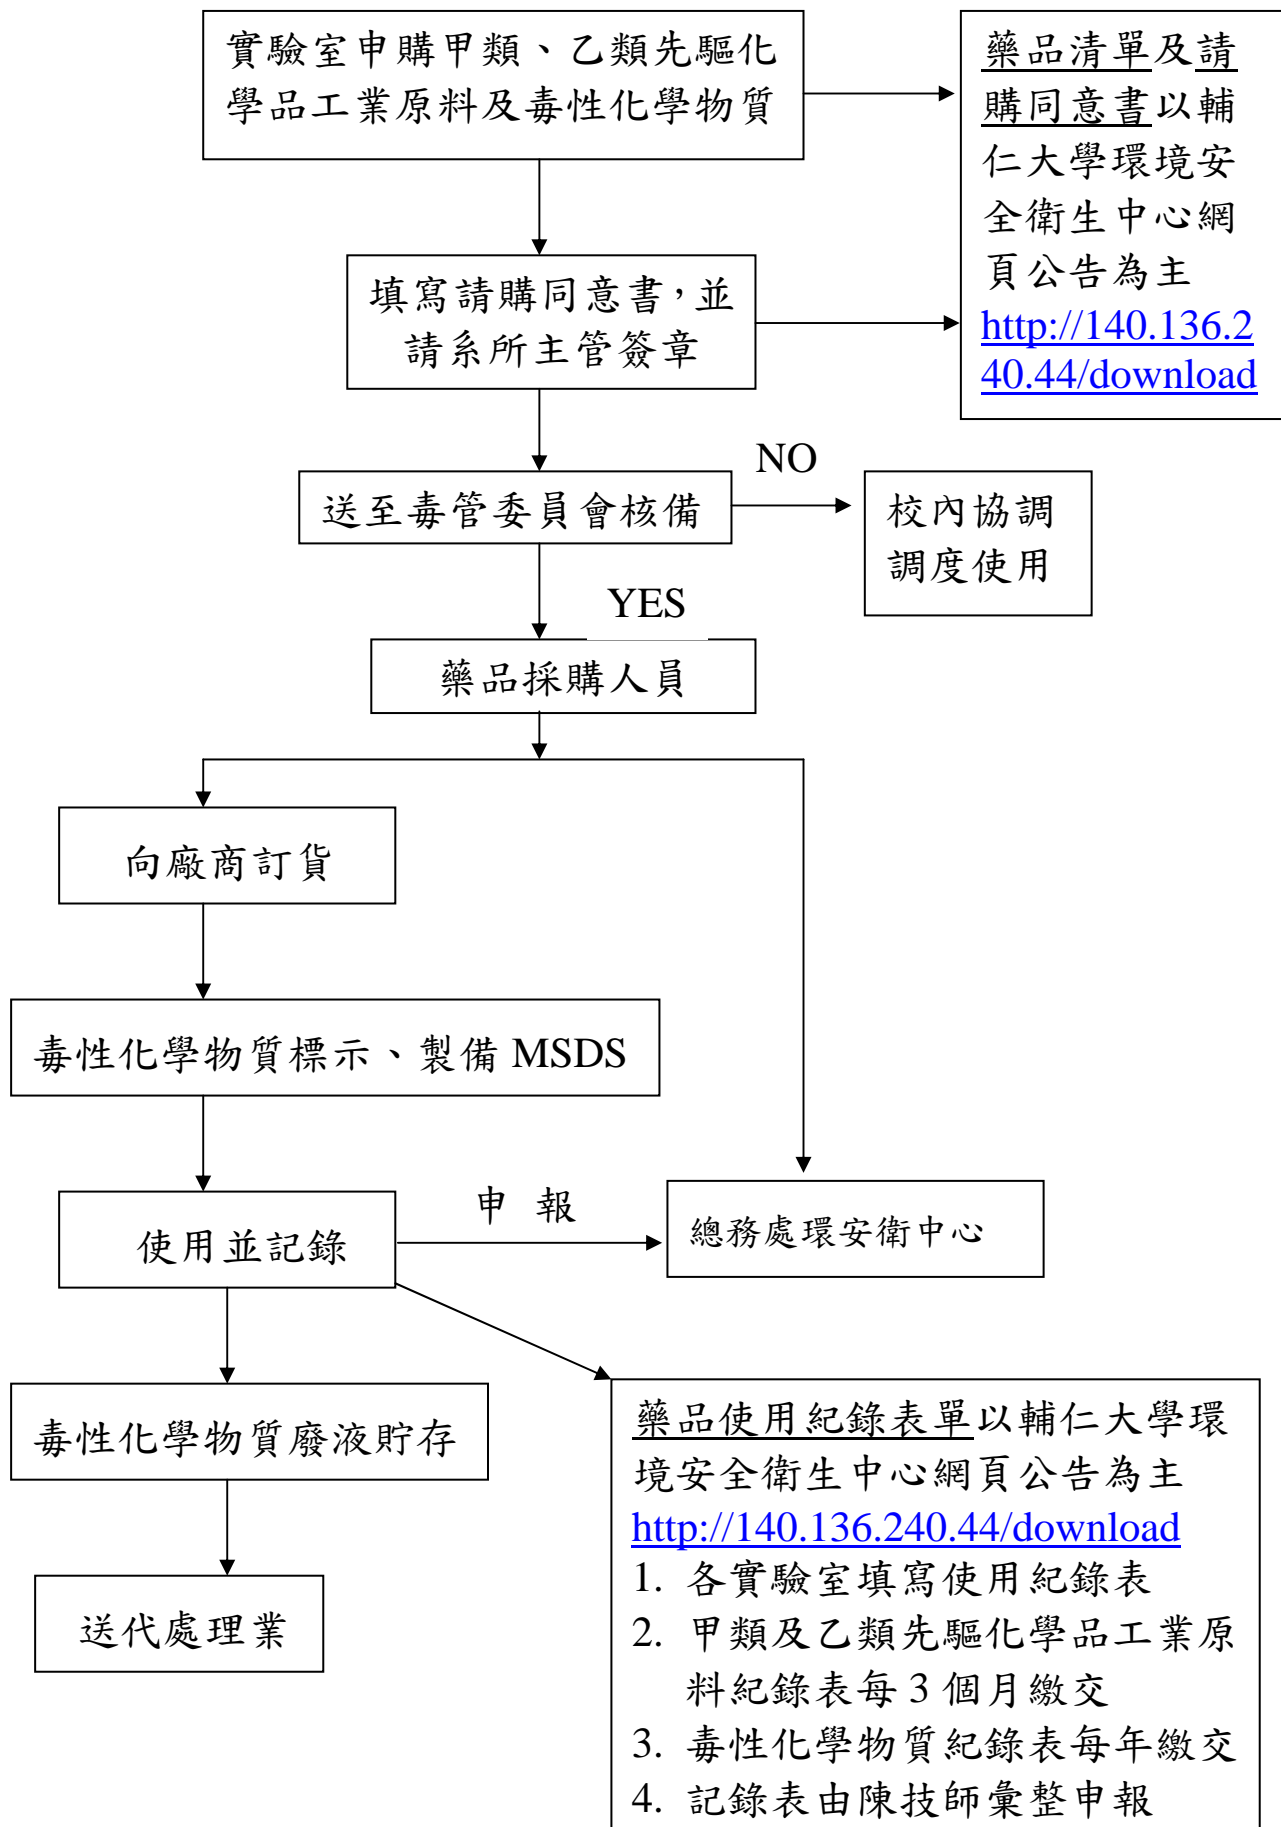 實驗室申購甲類、乙類先驅化
學品工業原料及毒性化學物質
藥品清單及請
購同意書以輔
仁大學環境安
全衛生中心網
頁公告為主
http://140.136.2
40.44/download
填寫請購同意書，並
請系所主管簽章
送至毒管委員會核備
NO
校內協調
調度使用
YES
藥品採購人員
向廠商訂貨
毒性化學物質標示、製備 MSDS
使用並記錄
申 報
總務處環安衛中心
毒性化學物質廢液貯存
送代處理業
藥品使用紀錄表單以輔仁大學環
境安全衛生中心網頁公告為主
http://140.136.240.44/download
1. 各實驗室填寫使用紀錄表
2. 甲類及乙類先驅化學品工業原
料紀錄表每 3 個月繳交
3. 毒性化學物質紀錄表每年繳交
4. 記錄表由陳技師彙整申報